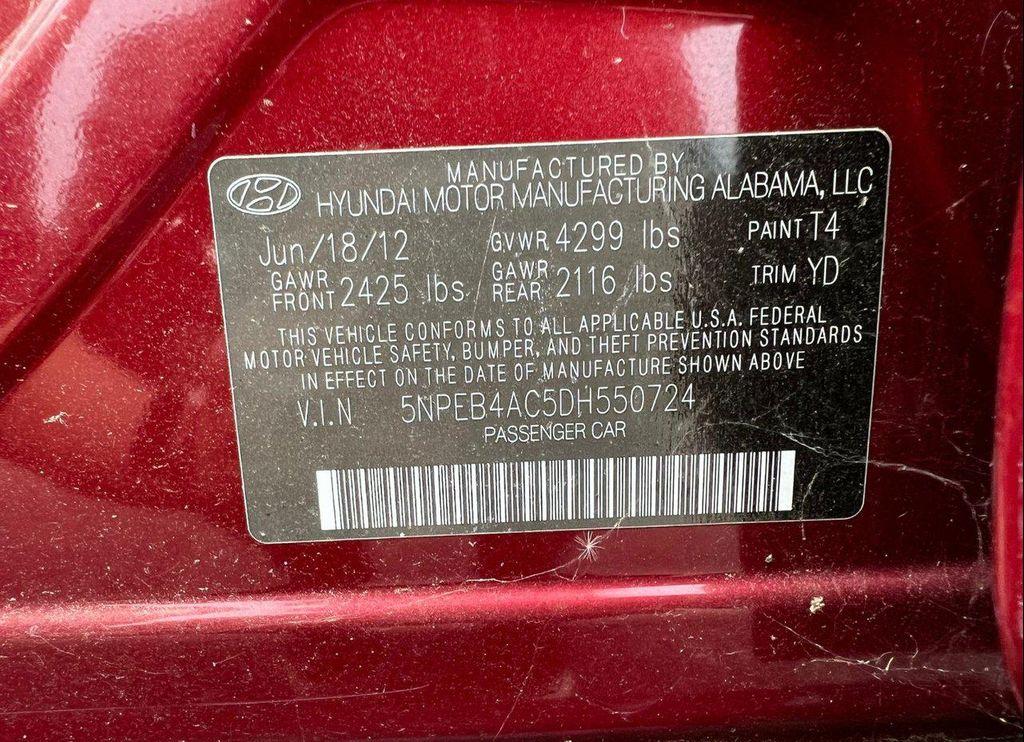 MANUFACTURED BY
HYUNDAI MOTOR MANUFACTURING ALABAMA, LLC
Jun/18/12 GVWR 4299 lbs PAINT T4
GAWR FRONT 2425 lbs GAWR REAR 2116 lbs TRIM YD
THIS VEHICLE CONFORMS TO ALL APPLICABLE U.S.A. FEDERAL
MOTOR VEHICLE SAFETY, BUMPER, AND THEFT PREVENTION STANDARDS
IN EFFECT ON THE DATE OF MANUFACTURE SHOWN ABOVE
V.I.N 5NPEB4AC5DH550724
PASSENGER CAR